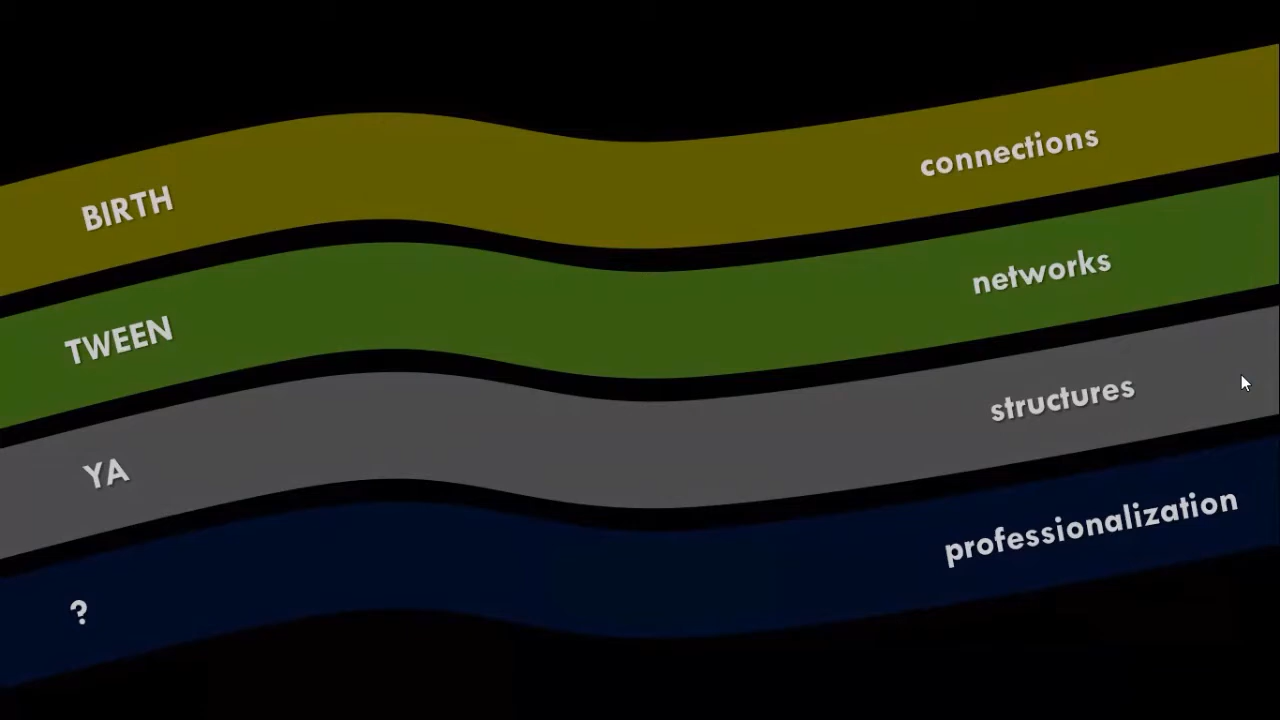 BIRTH connections
TWEEN networks
YA structures
? professionalization